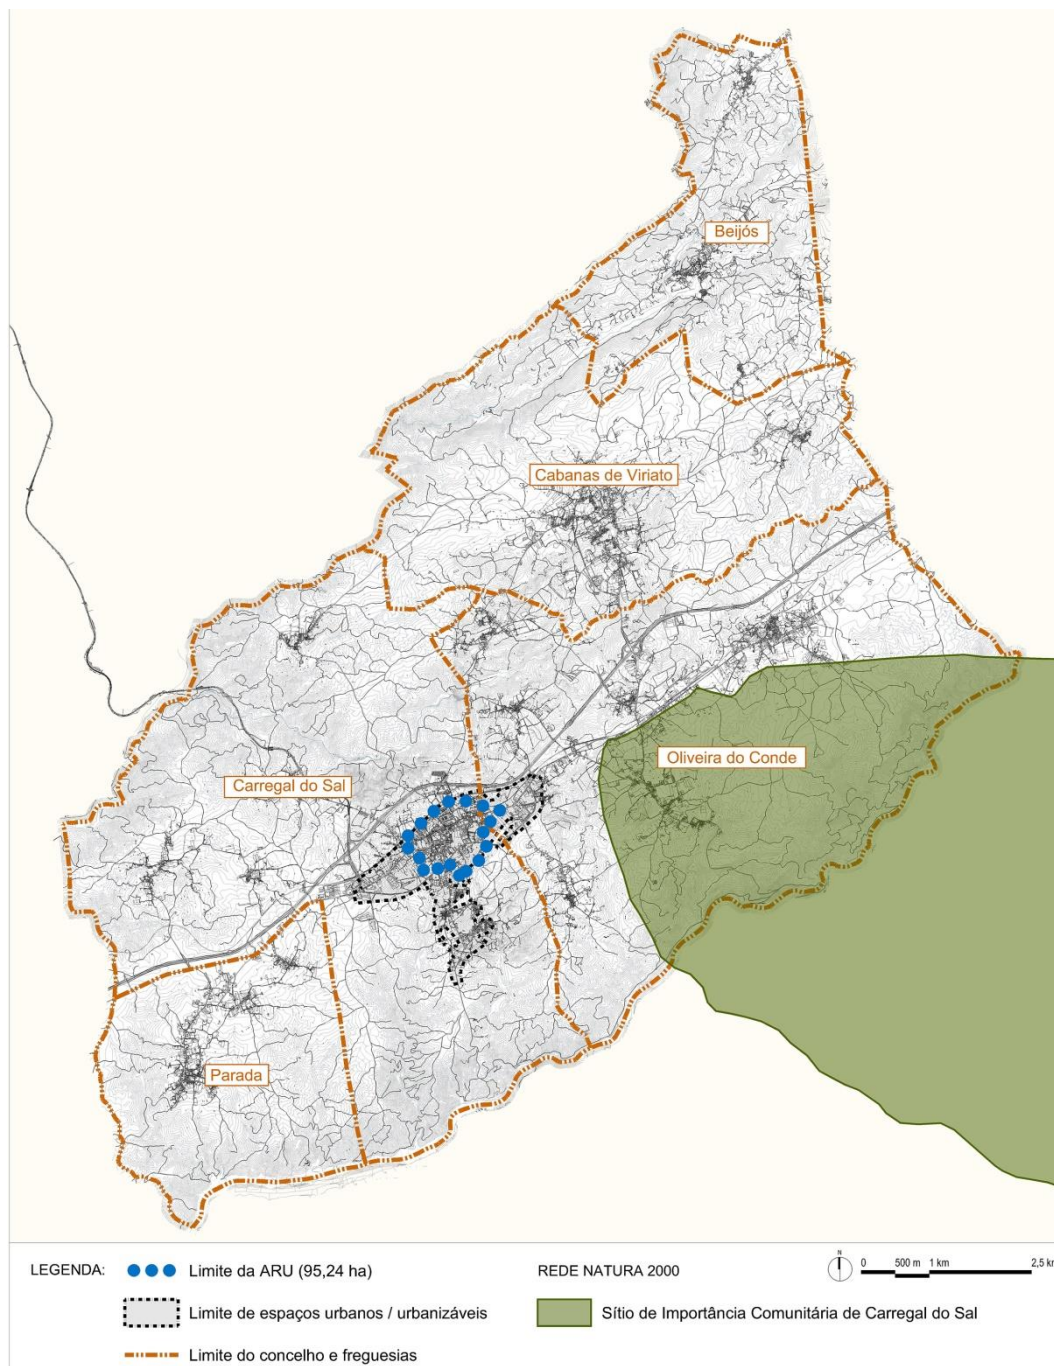 Beijós
Cabanas de Viriato
Oliveira do Conde
Carregal do Sal
Parada
LEGENDA:
Limite da ARU (95,24 ha)
Limite de espaços urbanos / urbanizáveis
Limite do concelho e freguesias
REDE NATURA 2000
Sítio de Importância Comunitária de Carregal do Sal
N
0 500 m 1 km 2,5 km